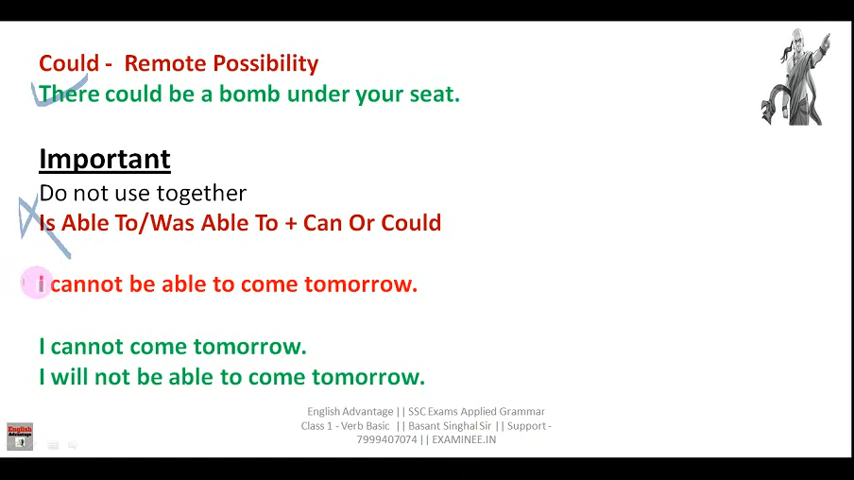 Could -  Remote Possibility
There could be a bomb under your seat.
Important
Do not use together
Is Able To/Was Able To + Can Or Could
i cannot be able to come tomorrow.
I cannot come tomorrow.
I will not be able to come tomorrow.
English Advantage || SSC Exams Applied Grammar
Class 1 - Verb Basic  || Basant Singhal Sir || Support -
7999407074 || EXAMINEE.IN
English
Advantage